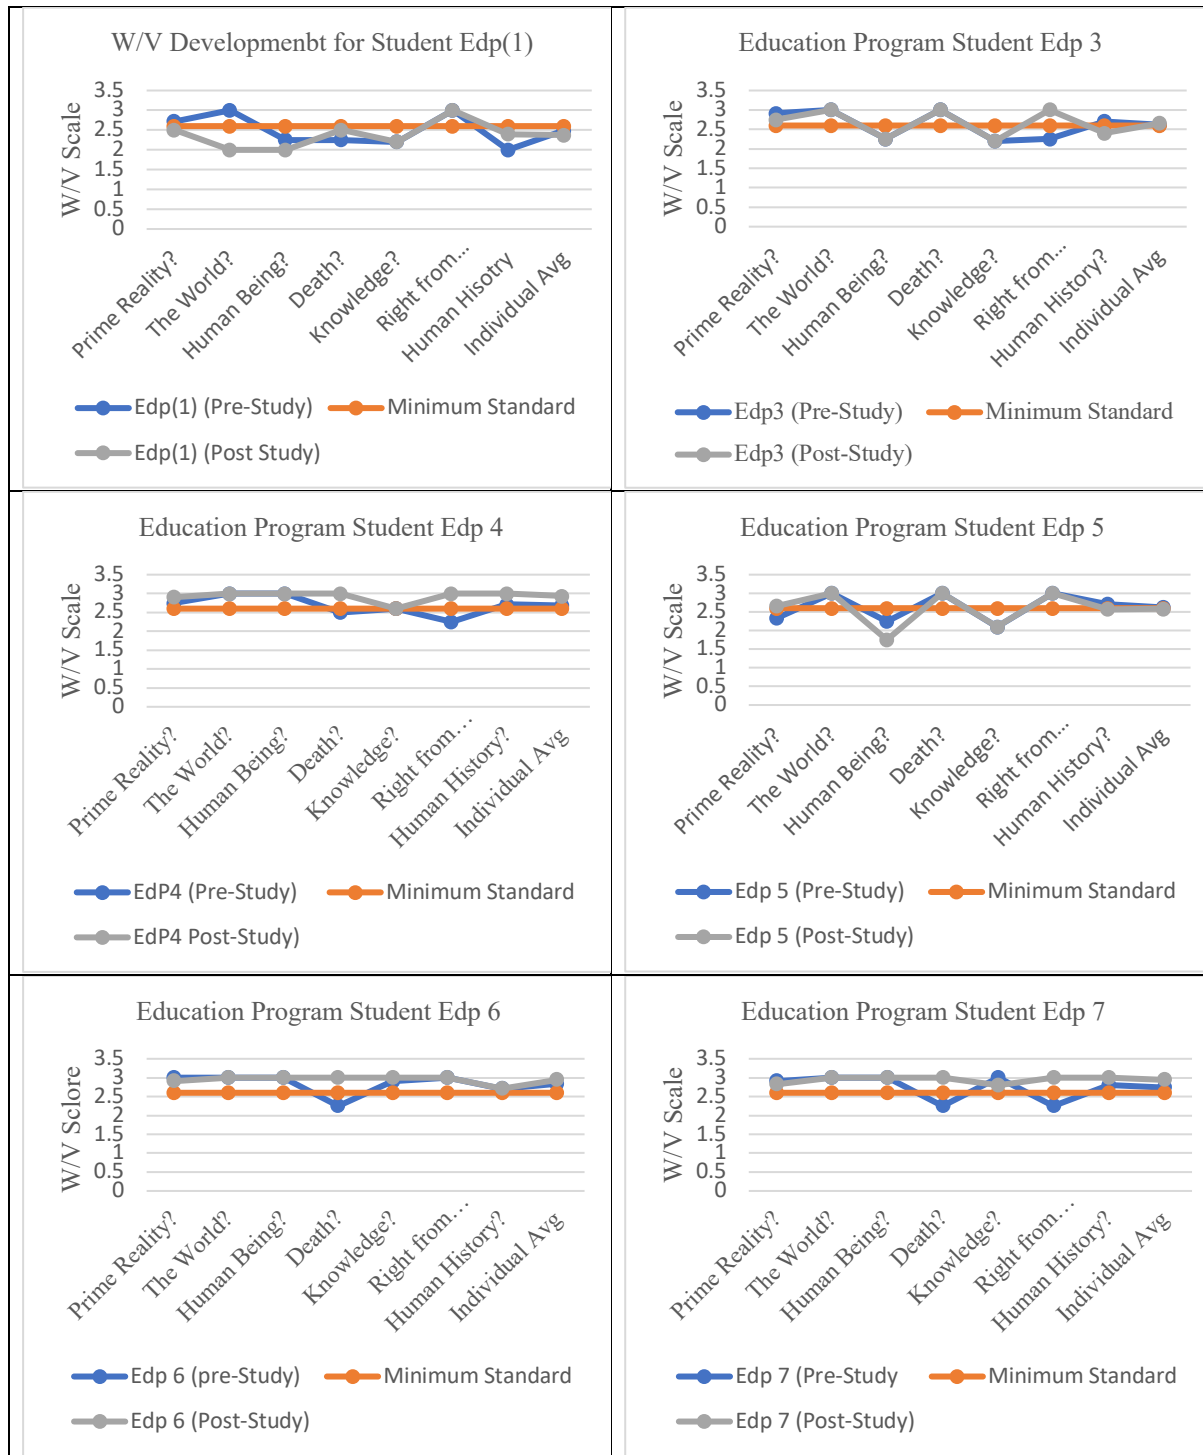 W/V Developmenbt for Student Edp(1)
W/V Scale
3.5
3
2.5
2
1.5
1
0.5
0
Prime Reality?
The World?
Human Being?
Death?
Knowledge?
Right from...
Human Hisotry
Individual Avg
Edp(1) (Pre-Study)
Minimum Standard
Edp(1) (Post Study)
Education Program Student Edp 3
W/V Scale
3.5
3
2.5
2
1.5
1
0.5
0
Prime Reality?
The World?
Human Being?
Death?
Knowledge?
Right from...
Human History?
Individual Avg
Edp3 (Pre-Study)
Minimum Standard
Edp3 (Post-Study)
Education Program Student Edp 4
W/V Scale
3.5
3
2.5
2
1.5
1
0.5
0
Prime Reality?
The World?
Human Being?
Death?
Knowledge?
Right from...
Human History?
Individual Avg
EdP4 (Pre-Study)
Minimum Standard
EdP4 Post-Study)
Education Program Student Edp 5
W/V Scale
3.5
3
2.5
2
1.5
1
0.5
0
Prime Reality?
The World?
Human Being?
Death?
Knowledge?
Right from...
Human History?
Individual Avg
Edp 5 (Pre-Study)
Minimum Standard
Edp 5 (Post-Study)
Education Program Student Edp 6
W/V Sclore
3.5
3
2.5
2
1.5
1
0.5
0
Prime Reality?
The World?
Human Being?
Death?
Knowledge?
Right from...
Human History?
Individual Avg
Edp 6 (pre-Study)
Minimum Standard
Edp 6 (Post-Study)
Education Program Student Edp 7
W/V Scale
3.5
3
2.5
2
1.5
1
0.5
0
Prime Reality?
The World?
Human Being?
Death?
Knowledge?
Right from...
Human History?
Individual Avg
Edp 7 (Pre-Study
Minimum Standard
Edp 7 (Post-Study)